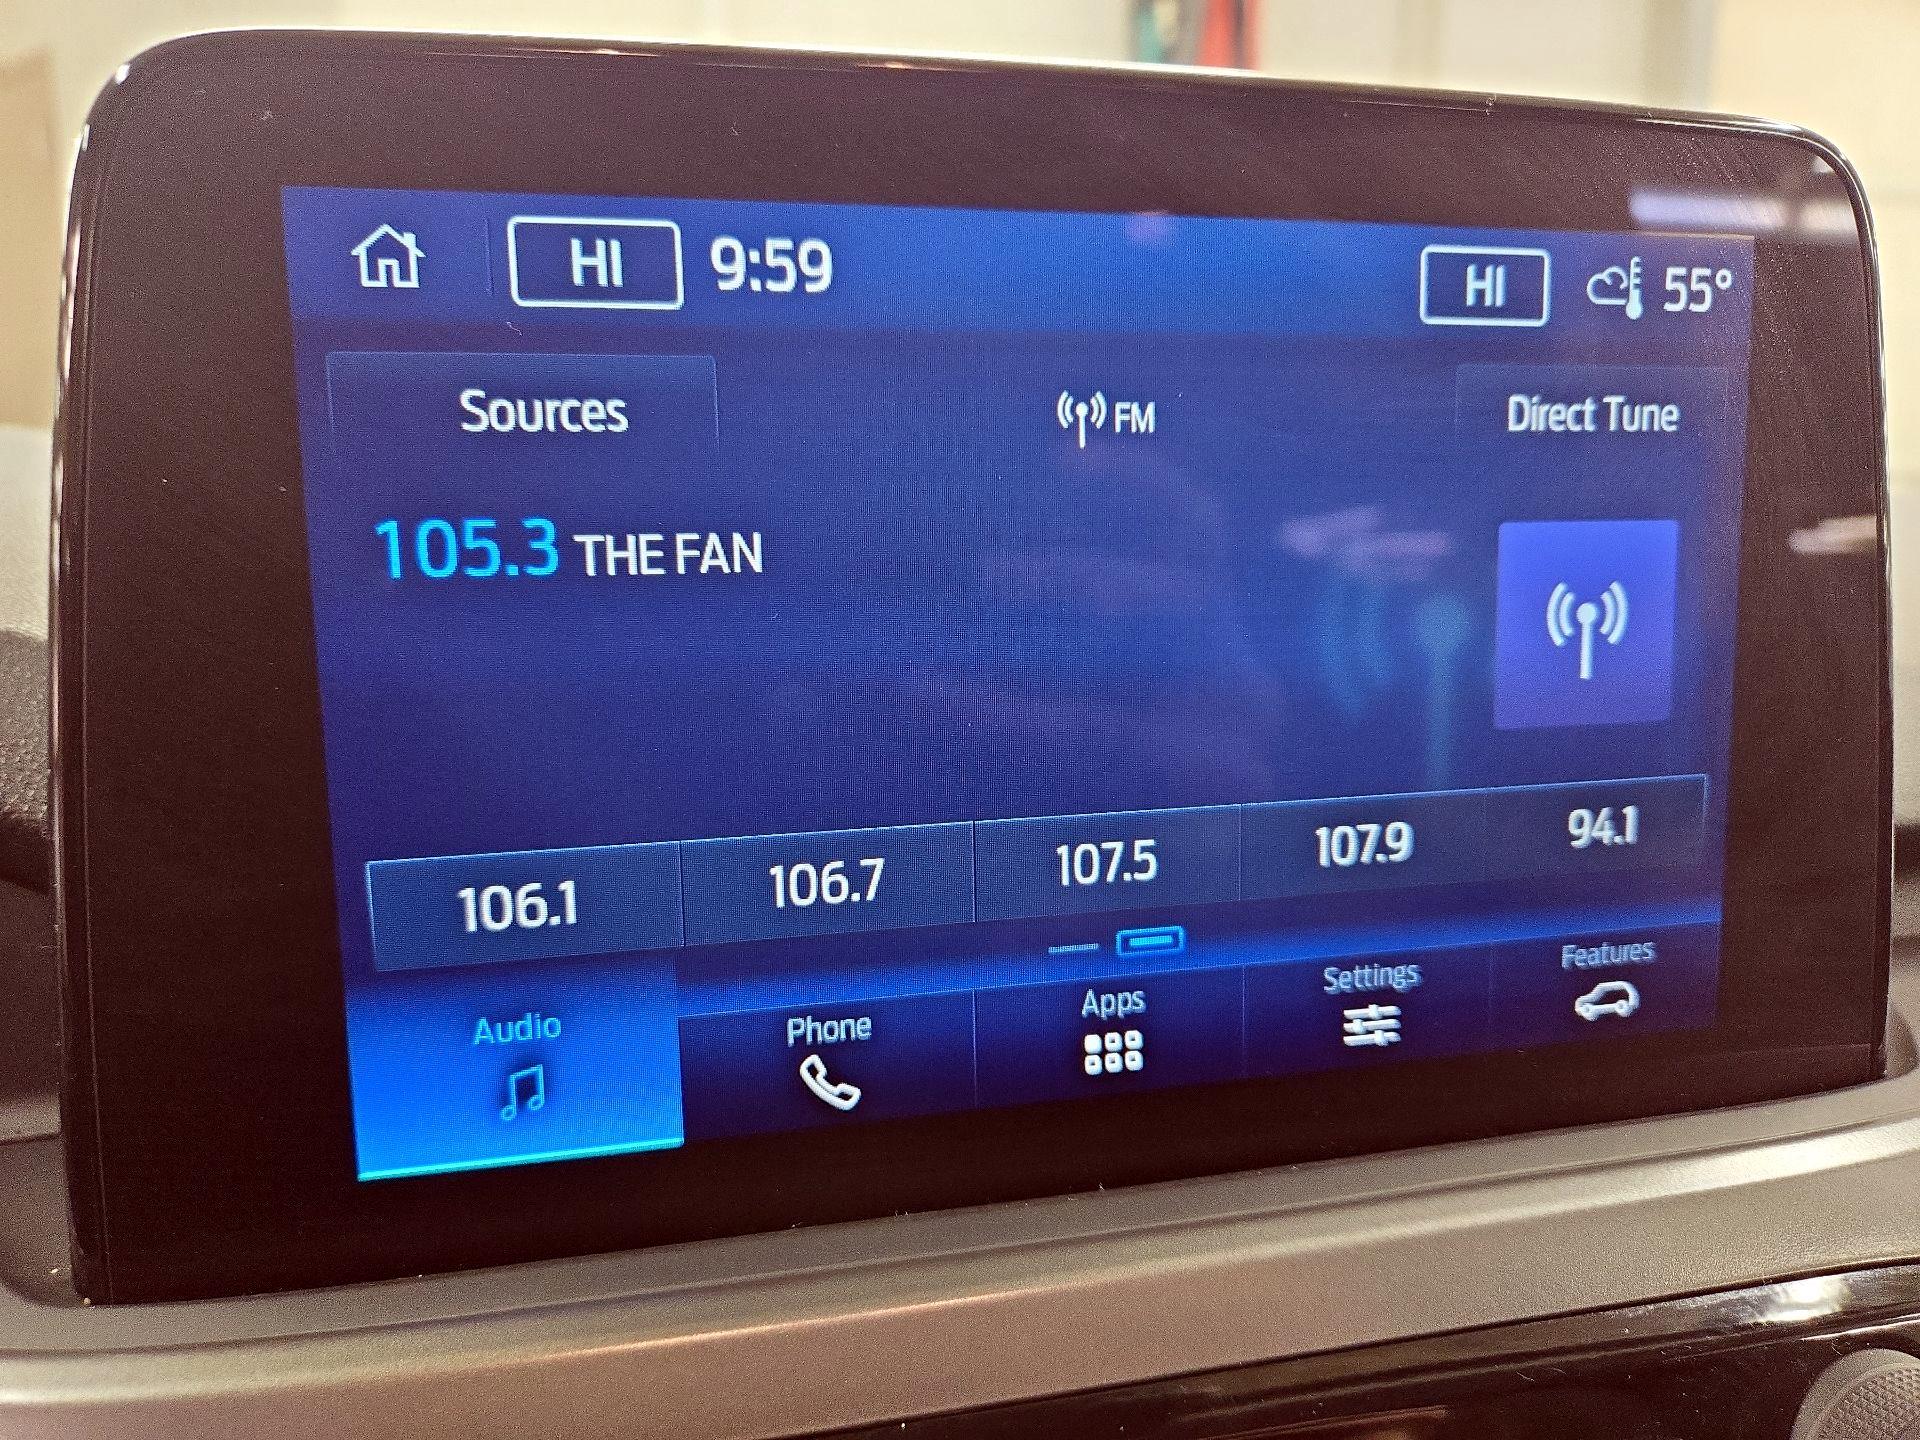 HI 9:59 HI 55°
Sources FM Direct Tune
105.3 THE FAN
106.1 106.7 107.5 107.9 94.1
Audio Phone Apps Settings Features